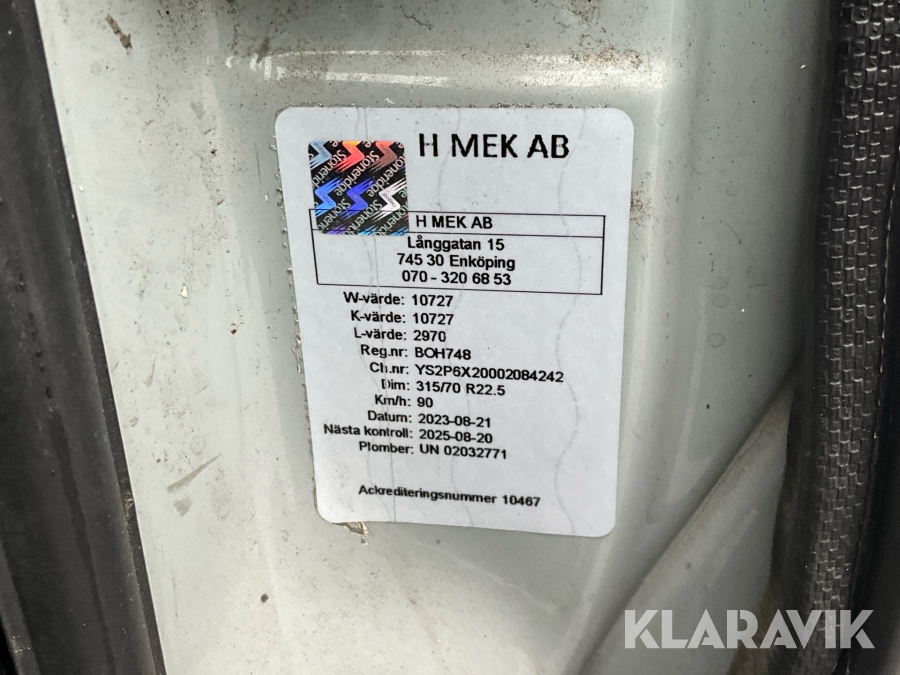 H MEK AB
Stoneridge
Stoneridge
H MEK AB
Långgatan 15
745 30 Enköping
070 - 320 68 53
W-värde: 10727
K-värde: 10727
L-värde: 2970
Reg.nr: BOH748
Ch.nr: YS2P6X20002084242
Dim: 315/70 R22.5
Km/h: 90
Datum: 2023-08-21
Nästa kontroll: 2025-08-20
Plomber: UN 02032771
Ackrediteringsnummer 10467
KLARAVIK